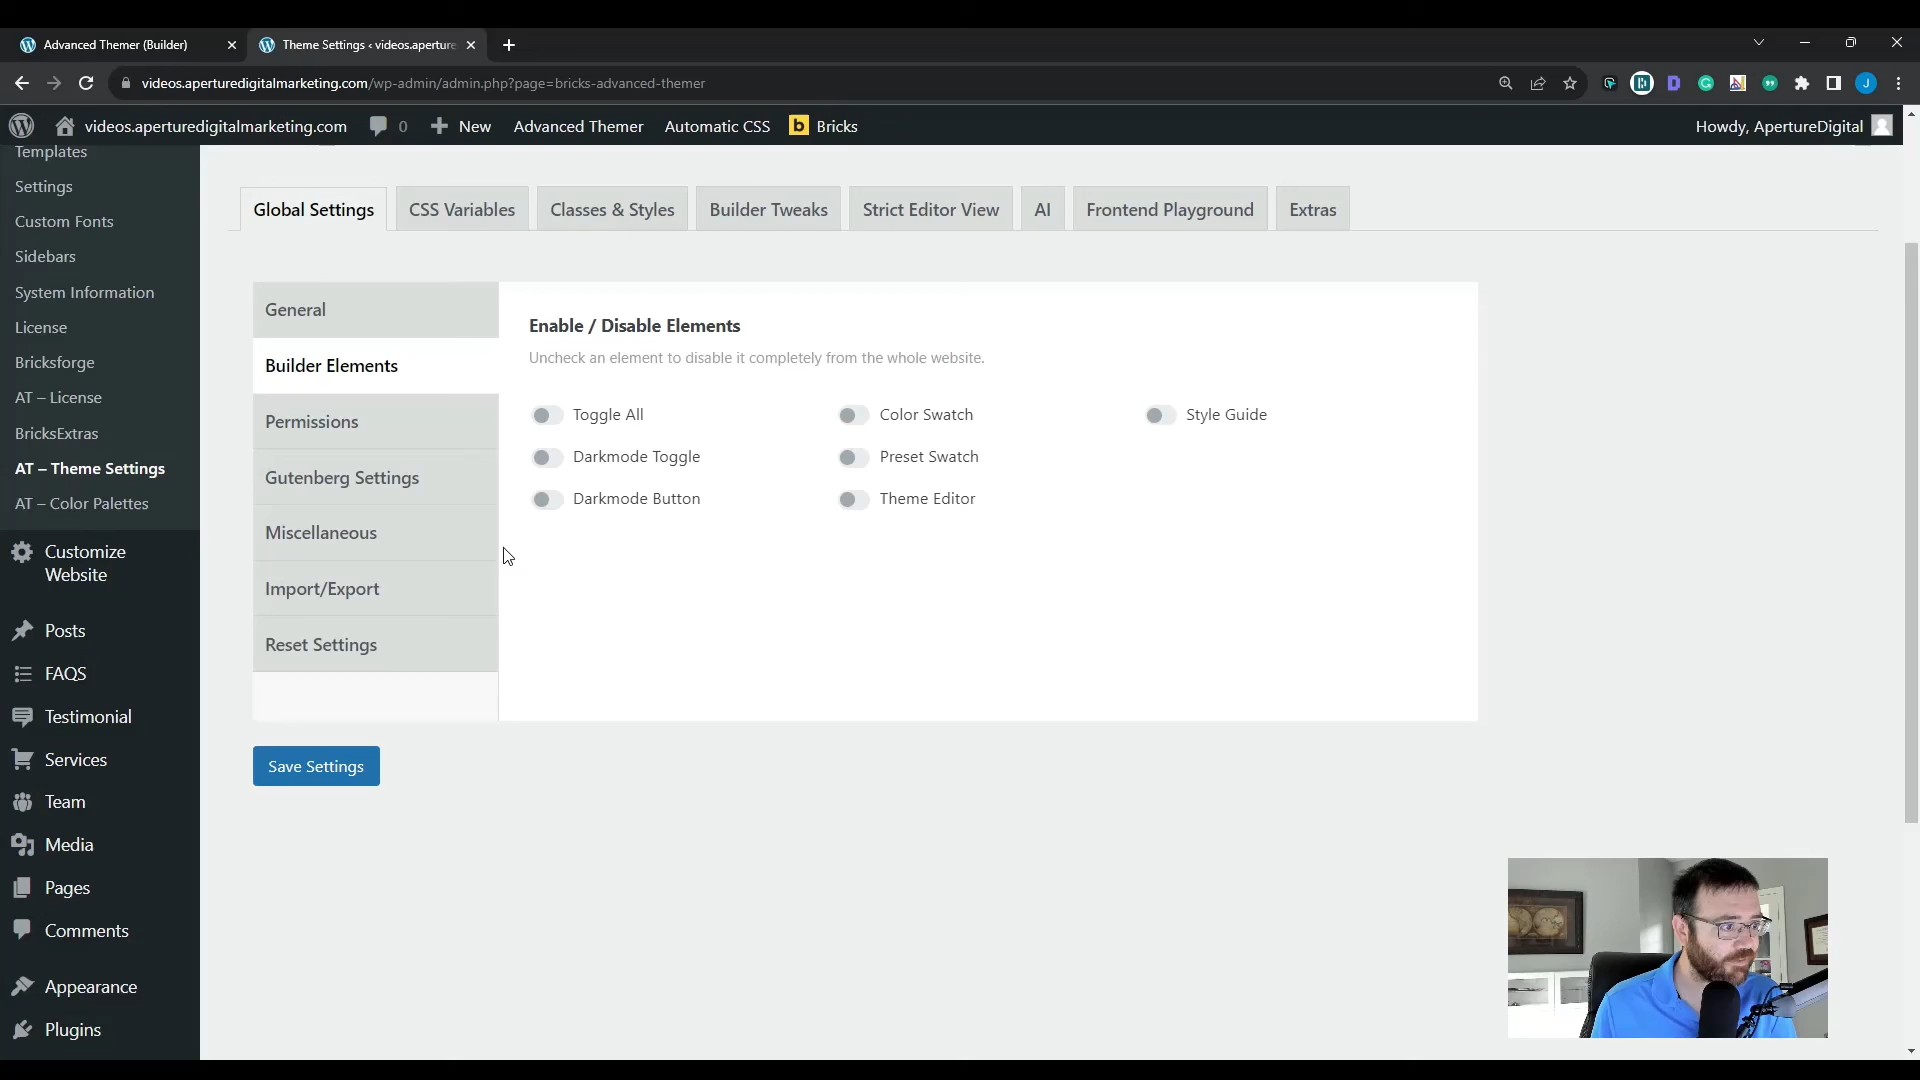 Advanced Themer (Builder)
Theme Settings ‹ videos.aperture
videos.aperturedigitalmarketing.com/wp-admin/admin.php?page=bricks-advanced-themer
videos.aperturedigitalmarketing.com
0
New
Advanced Themer
Automatic CSS
b Bricks
Howdy, ApertureDigital
Templates
Settings
Custom Fonts
Sidebars
System Information
License
Bricksforge
AT – License
BricksExtras
AT – Theme Settings
AT – Color Palettes
Customize
Website
Posts
FAQS
Testimonial
Services
Team
Media
Pages
Comments
Appearance
Plugins
Global Settings
CSS Variables
Classes & Styles
Builder Tweaks
Strict Editor View
AI
Frontend Playground
Extras
General
Builder Elements
Permissions
Gutenberg Settings
Miscellaneous
Import/Export
Reset Settings
Enable / Disable Elements
Uncheck an element to disable it completely from the whole website.
Toggle All
Color Swatch
Style Guide
Darkmode Toggle
Preset Swatch
Darkmode Button
Theme Editor
Save Settings